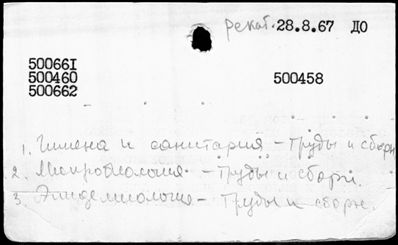 рекат. 28.8.67 ДО
500661
500460 500458
500662
1. Гигиена и санитария - Труды и сборн.
2. Микробиология - Труды и сборн.
3. Эпидемиология - Труды и сборн.